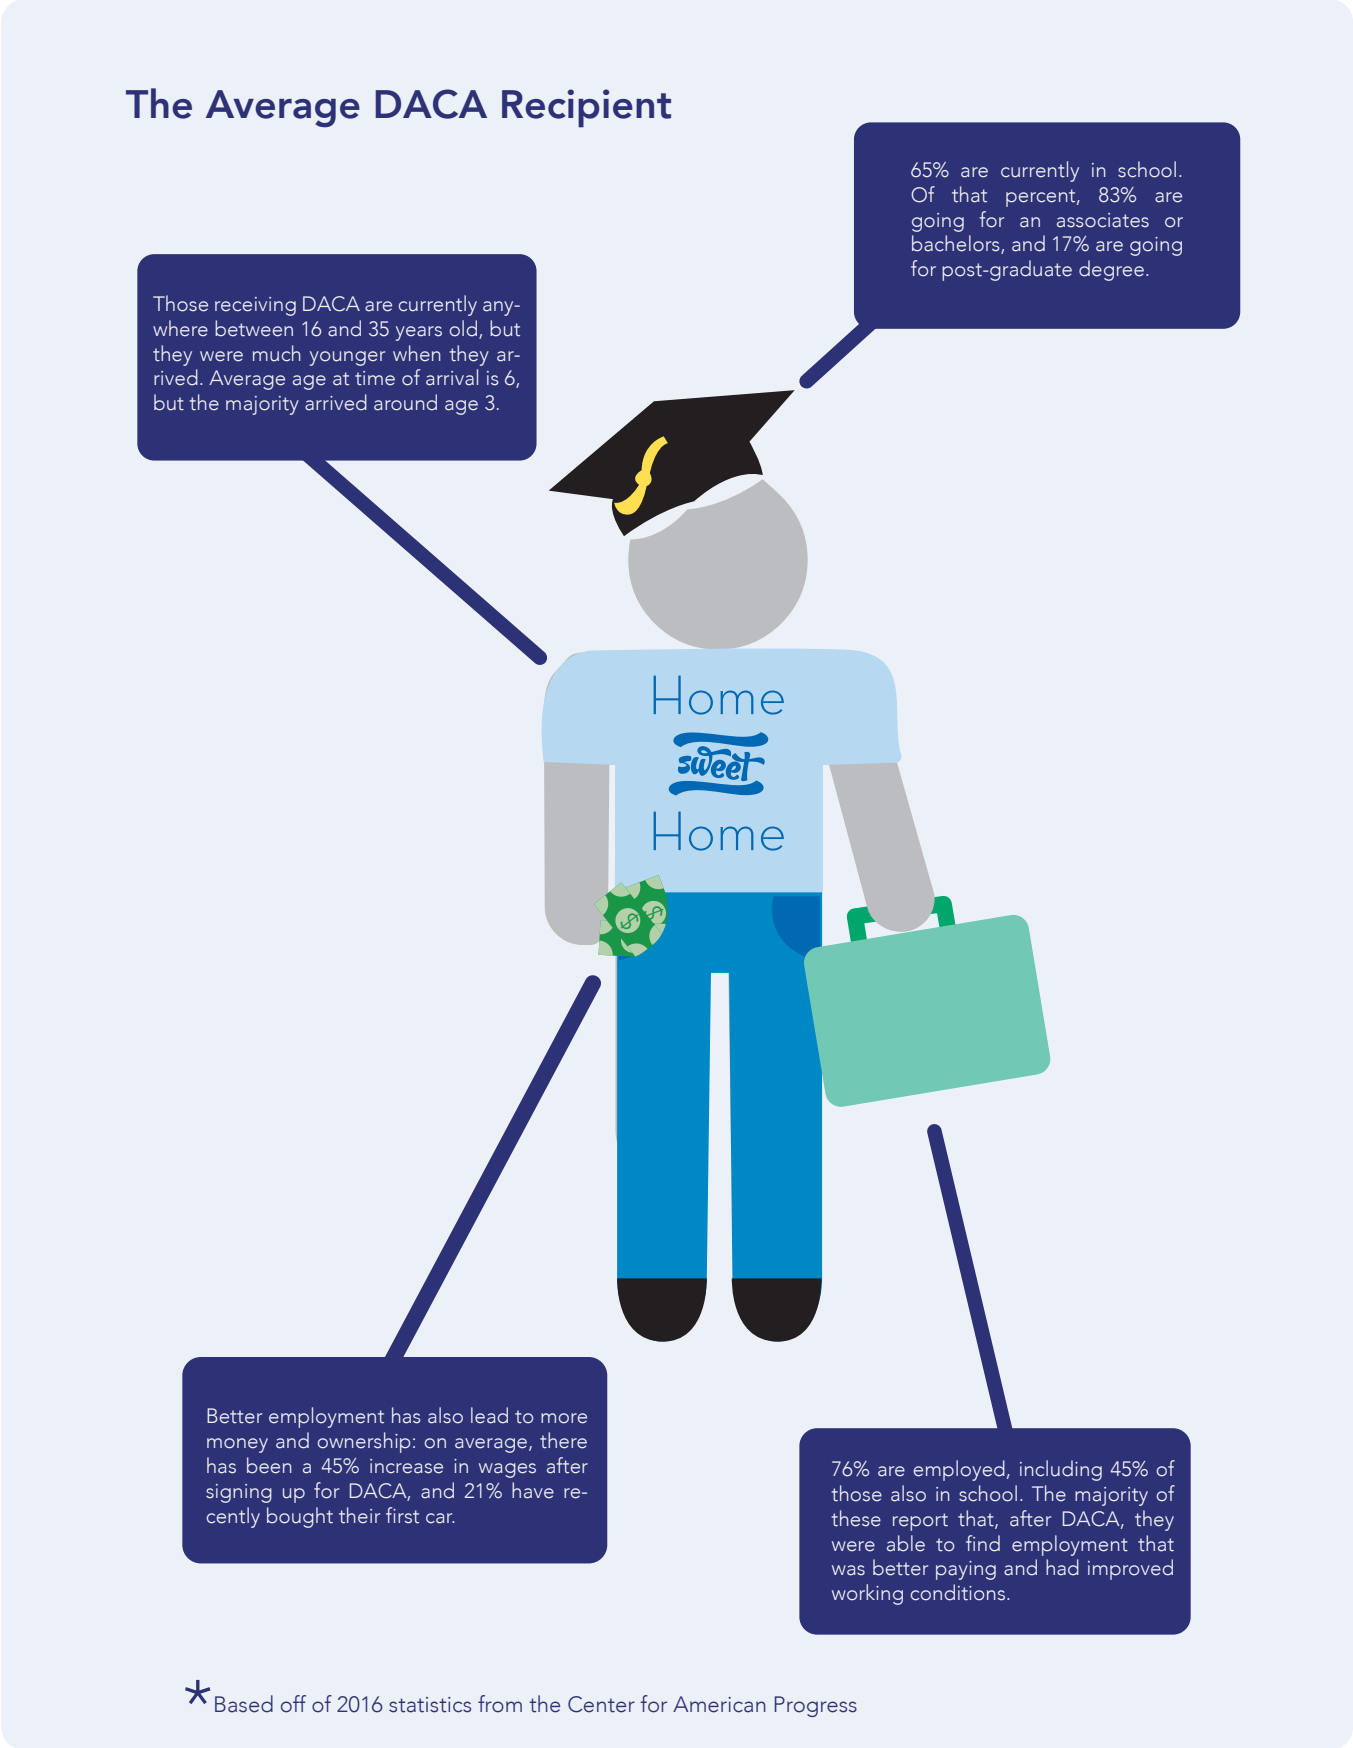 The Average DACA Recipient
65% are currently in school.
Of that percent, 83% are
going for an associates or
bachelors, and 17% are going
for post-graduate degree.
Those receiving DACA are currently any-
where between 16 and 35 years old, but
they were much younger when they ar-
rived. Average age at time of arrival is 6,
but the majority arrived around age 3.
Home
sweet
Home
Better employment has also lead to more
money and ownership: on average, there
has been a 45% increase in wages after
signing up for DACA, and 21% have re-
cently bought their first car.
76% are employed, including 45% of
those also in school. The majority of
these report that, after DACA, they
were able to find employment that
was better paying and had improved
working conditions.
*Based off of 2016 statistics from the Center for American Progress